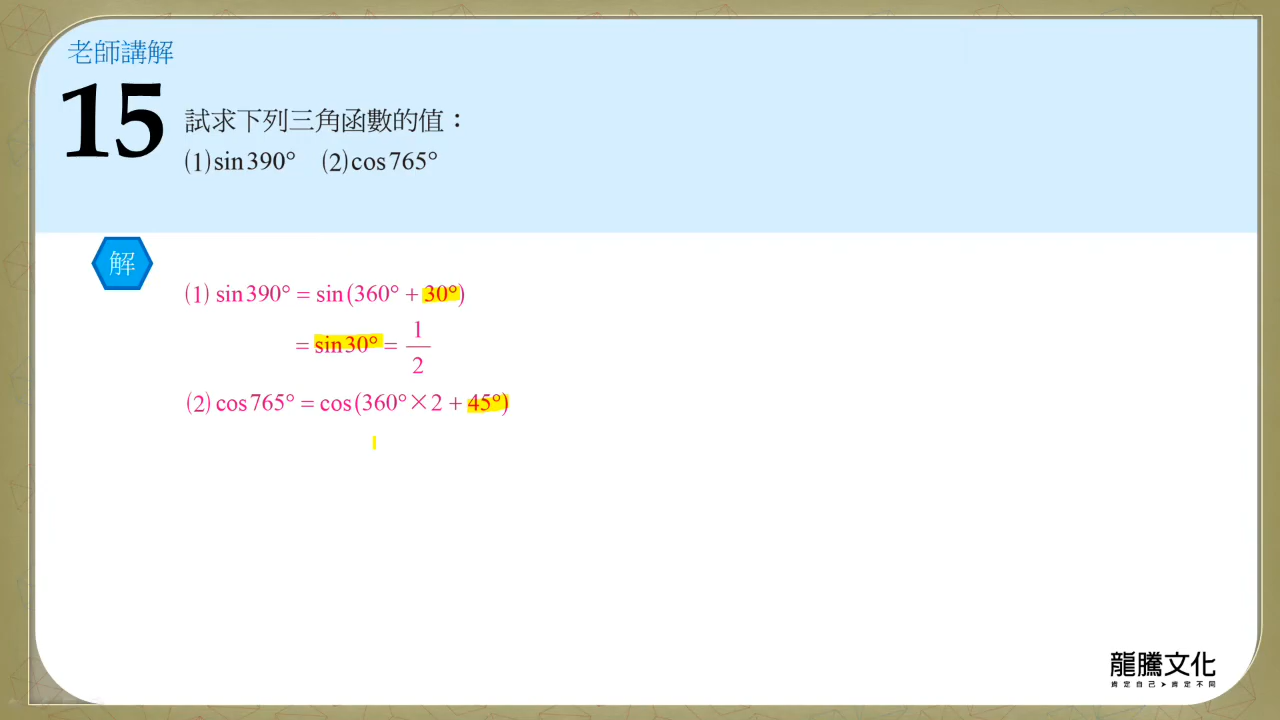 老師講解
15
試求下列三角函數的值：
(1)sin390° (2)cos765°
解
(1) sin390° = sin(360° + 30°)
= sin30° = 1/2
(2) cos765° = cos(360°×2 + 45°)
龍騰文化
肯定自己➤肯定不同